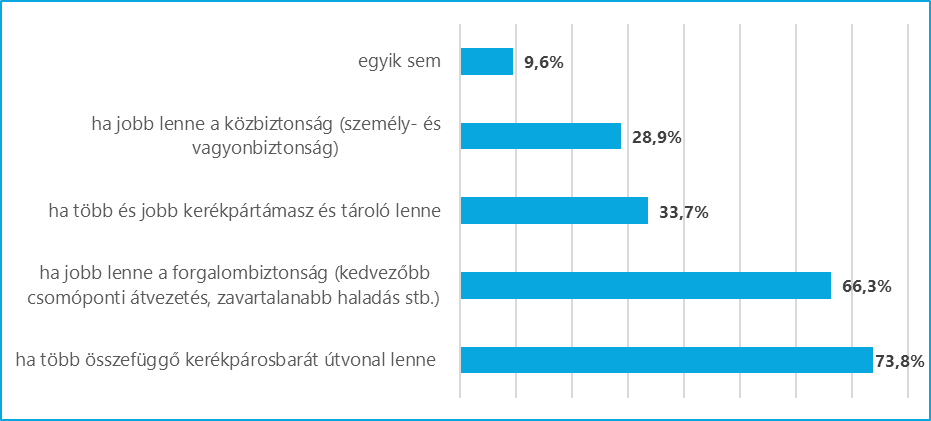 egyik sem
9,6%
ha jobb lenne a közbiztonság (személy- és
vagyonbiztonság)
28,9%
ha több és jobb kerékpártámasz és tároló lenne
33,7%
ha jobb lenne a forgalombiztonság (kedvezőbb
csomóponti átvezetés, zavartalanabb haladás stb.)
66,3%
ha több összefüggő kerékpárosbarát útvonal lenne
73,8%